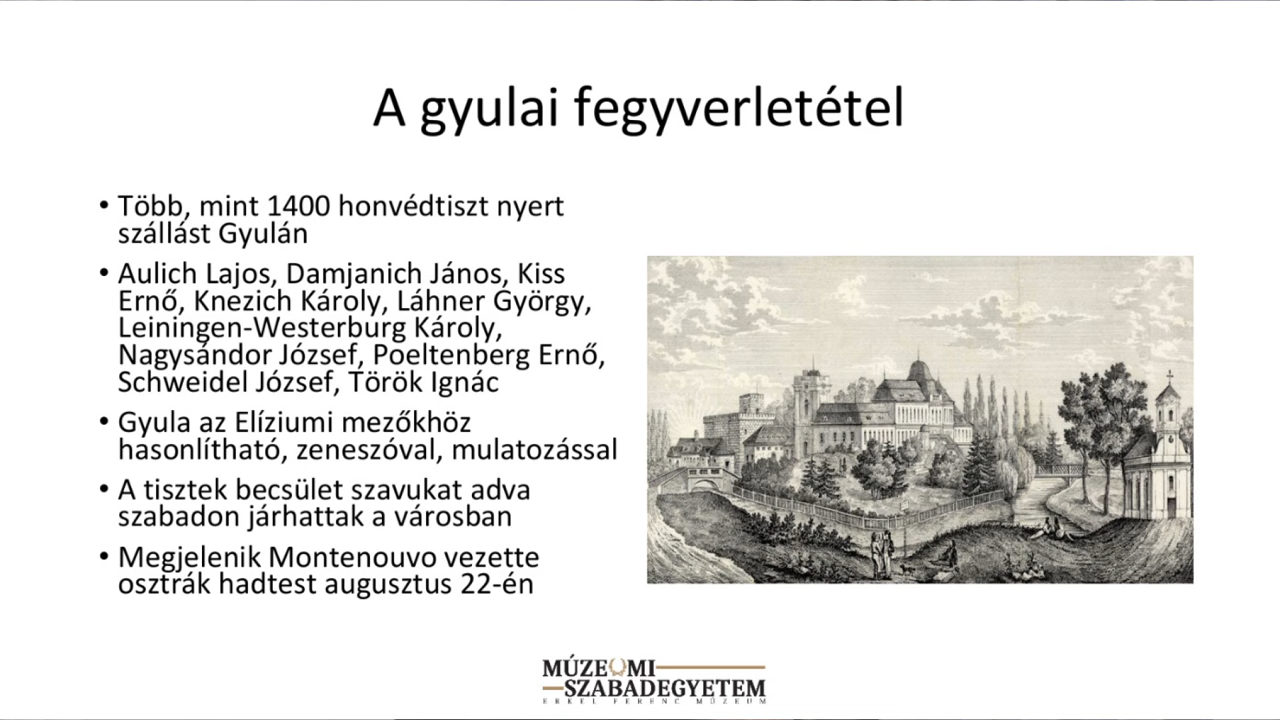 A gyulai fegyverletétel
• Több, mint 1400 honvédtiszt nyert
szállást Gyulán
• Aulich Lajos, Damjanich János, Kiss
Ernő, Knezich Károly, Láhner György,
Leiningen-Westerburg Károly,
Nagysándor József, Poeltenberg Ernő,
Schweidel József, Török Ignác
• Gyula az Elíziumi mezőkhöz
hasonlítható, zeneszóval, mulatozással
• A tisztek becsület szavukat adva
szabadon járhattak a városban
• Megjelenik Montenouvo vezette
osztrák hadtest augusztus 22-én
MÚZEUMI
SZABADEGYETEM
ERKEL FERENC MÚZEUM